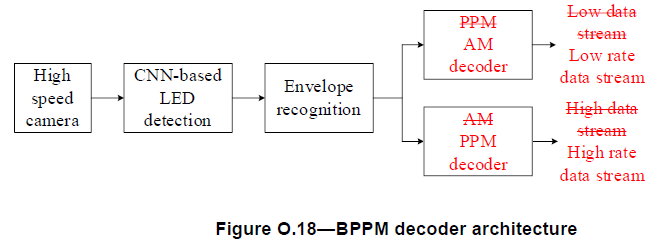 High
speed
camera
CNN-based
LED
detection
Envelope
recognition
PPM
AM
decoder
Low data
stream
Low rate
data stream
AM
PPM
decoder
High data
stream
High rate
data stream
Figure O.18—BPPM decoder architecture